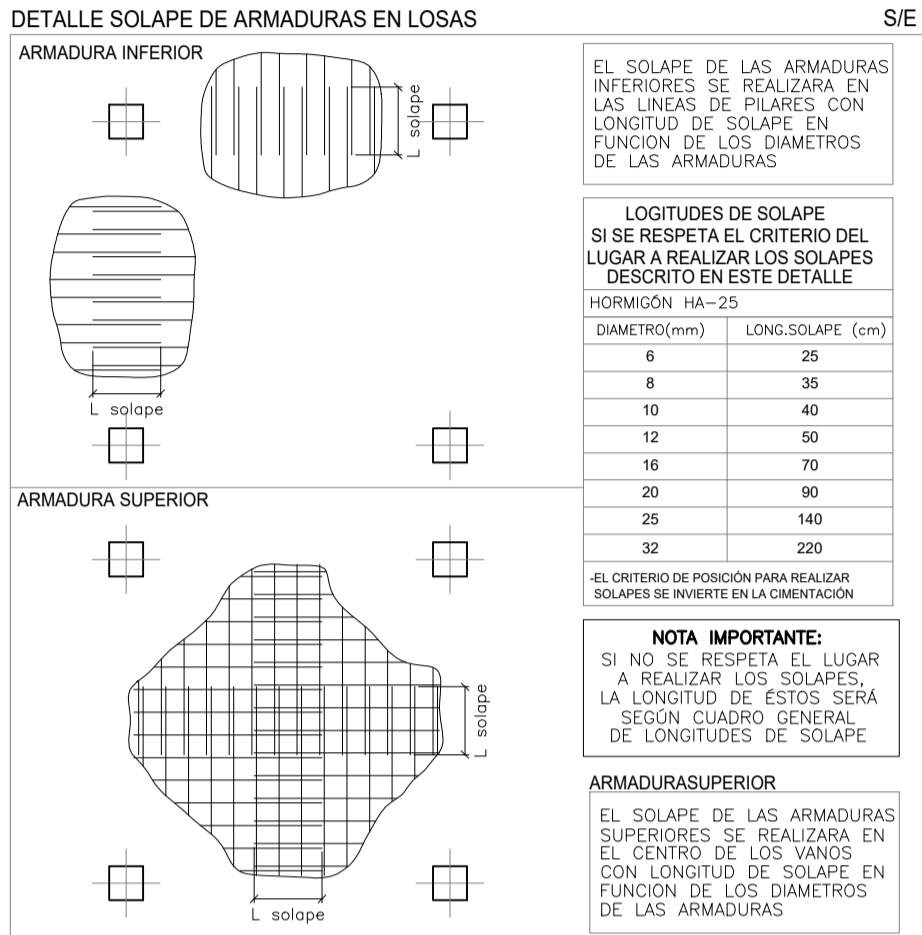 DETALLE SOLAPE DE ARMADURAS EN LOSAS
S/E
ARMADURA INFERIOR
L solape
L solape
ARMADURA SUPERIOR
L solape
L solape
EL SOLAPE DE LAS ARMADURAS
INFERIORES SE REALIZARA EN
LAS LINEAS DE PILARES CON
LONGITUD DE SOLAPE EN
FUNCION DE LOS DIAMETROS
DE LAS ARMADURAS
LOGITUDES DE SOLAPE
SI SE RESPETA EL CRITERIO DEL
LUGAR A REALIZAR LOS SOLAPES
DESCRITO EN ESTE DETALLE
HORMIGÓN HA-25
DIAMETRO(mm) LONG.SOLAPE (cm)
6 25
8 35
10 40
12 50
16 70
20 90
25 140
32 220
-EL CRITERIO DE POSICIÓN PARA REALIZAR
SOLAPES SE INVIERTE EN LA CIMENTACIÓN
NOTA IMPORTANTE:
SI NO SE RESPETA EL LUGAR
A REALIZAR LOS SOLAPES,
LA LONGITUD DE ÉSTOS SERÁ
SEGÚN CUADRO GENERAL
DE LONGITUDES DE SOLAPE
ARMADURASUPERIOR
EL SOLAPE DE LAS ARMADURAS
SUPERIORES SE REALIZARA EN
EL CENTRO DE LOS VANOS
CON LONGITUD DE SOLAPE EN
FUNCION DE LOS DIAMETROS
DE LAS ARMADURAS